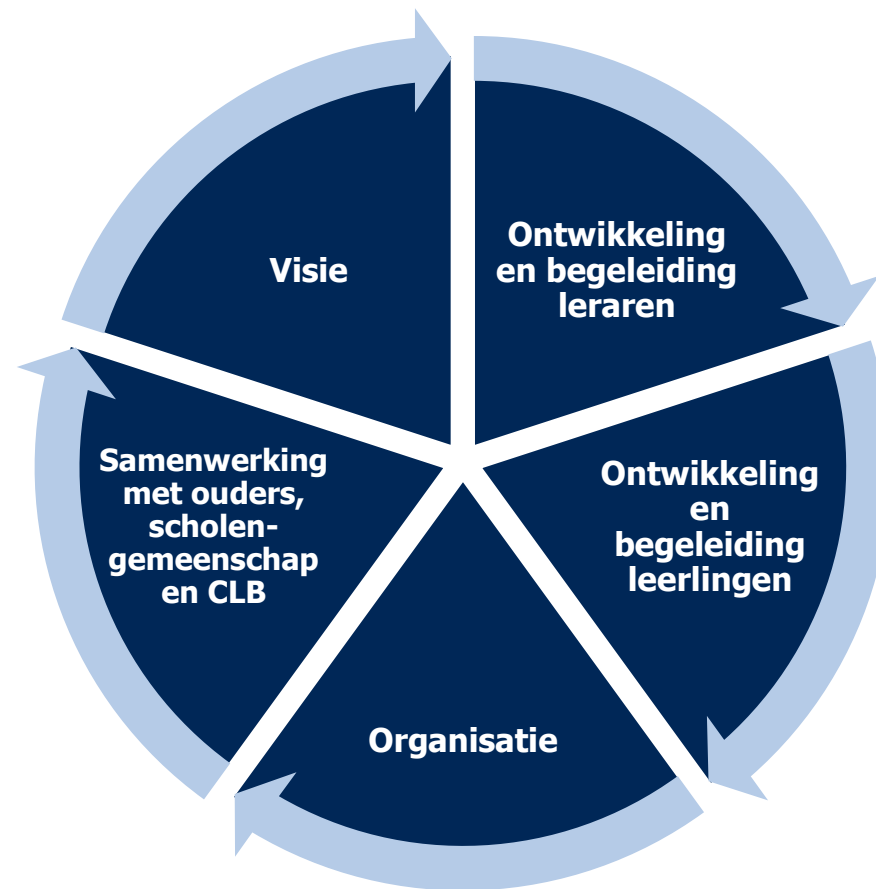 Visie
Ontwikkeling
en begeleiding
leraren
Ontwikkeling
en
begeleiding
leerlingen
Organisatie
Samenwerking
met ouders,
scholen-
gemeenschap
en CLB